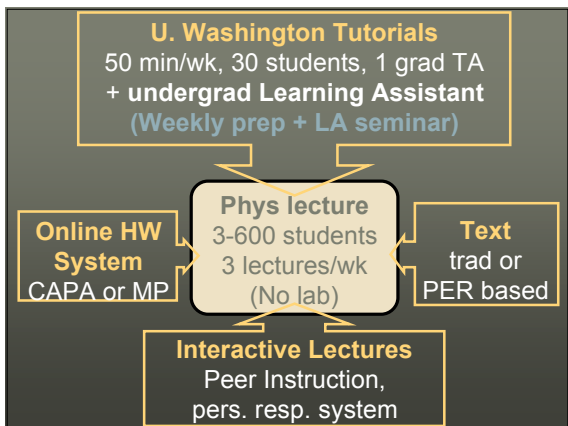 U. Washington Tutorials
50 min/wk, 30 students, 1 grad TA
+ undergrad Learning Assistant
(Weekly prep + LA seminar)
Online HW
System
CAPA or MP
Phys lecture
3-600 students
3 lectures/wk
(No lab)
Text
trad or
PER based
Interactive Lectures
Peer Instruction,
pers. resp. system